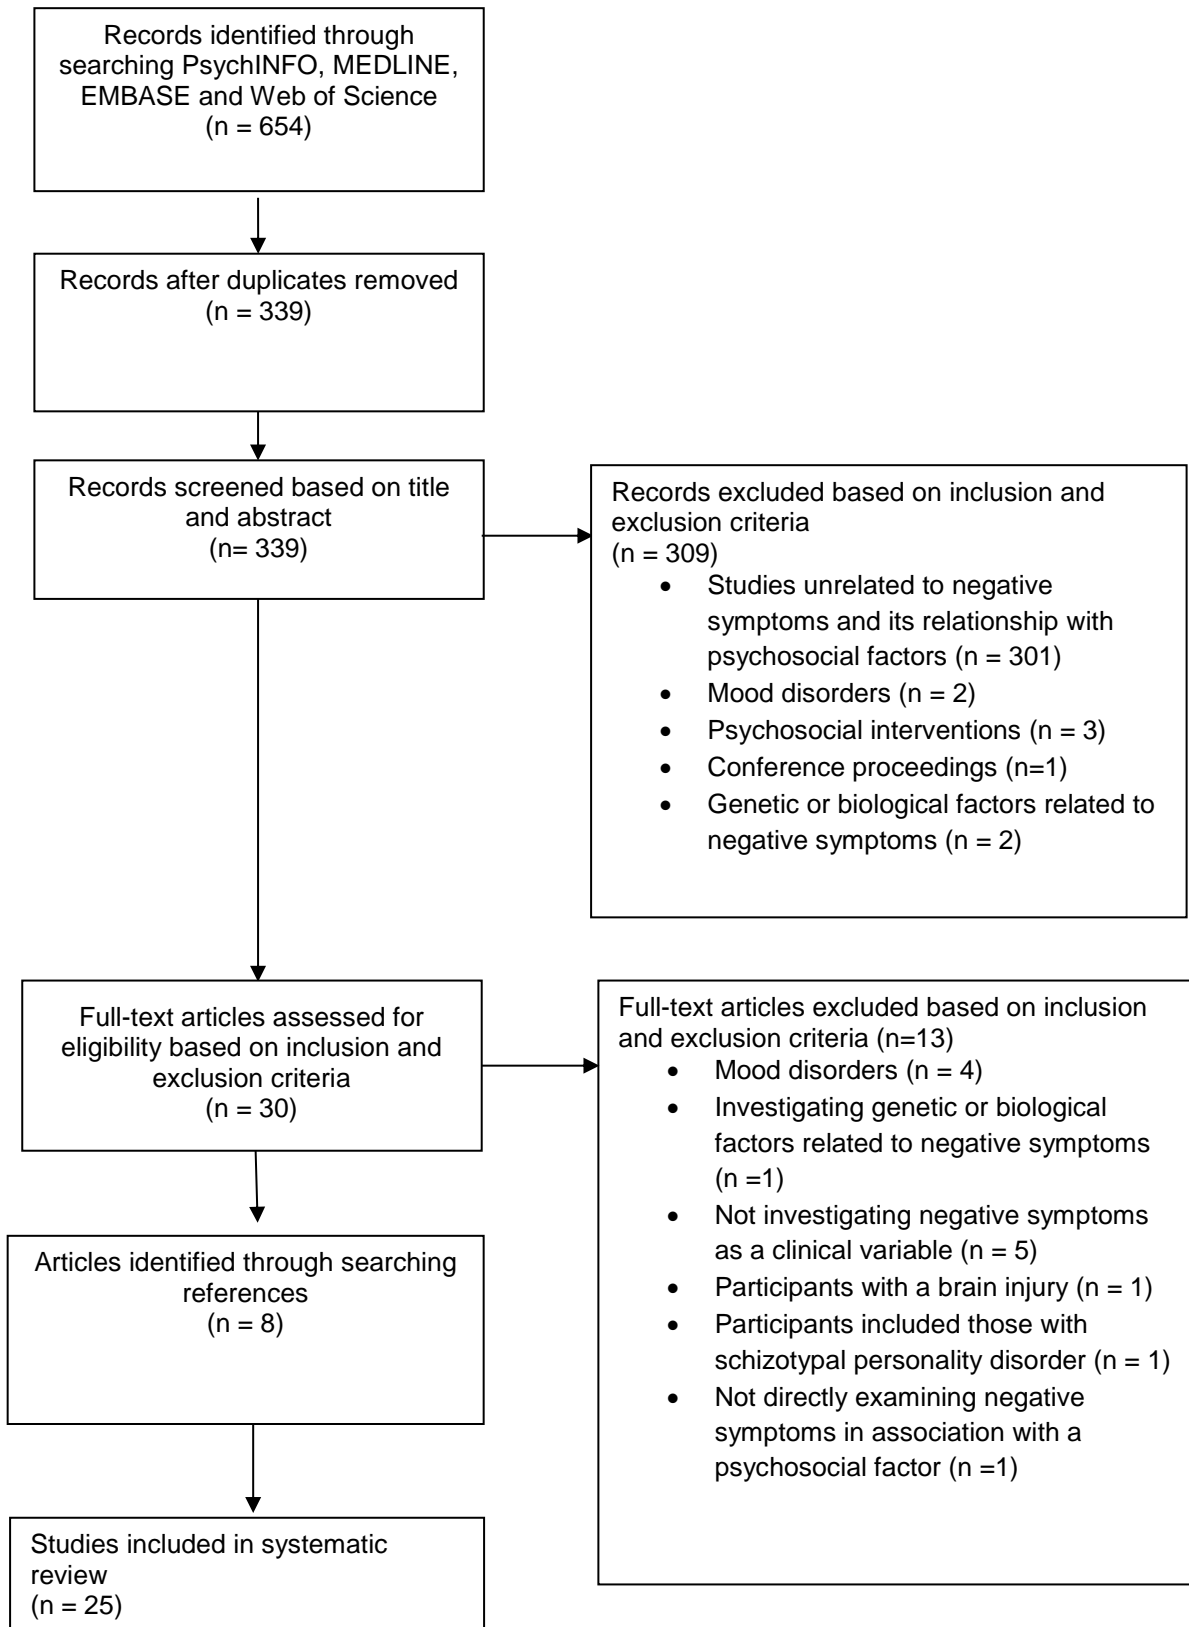 Records identified through
searching PsychINFO, MEDLINE,
EMBASE and Web of Science
(n = 654)
Records after duplicates removed
(n = 339)
Records screened based on title
and abstract
(n= 339)
Records excluded based on inclusion and
exclusion criteria
(n = 309)
• Studies unrelated to negative
symptoms and its relationship with
psychosocial factors (n = 301)
• Mood disorders (n = 2)
• Psychosocial interventions (n = 3)
• Conference proceedings (n=1)
• Genetic or biological factors related to
negative symptoms (n = 2)
Full-text articles assessed for
eligibility based on inclusion and
exclusion criteria
(n = 30)
Full-text articles excluded based on inclusion
and exclusion criteria (n=13)
• Mood disorders (n = 4)
• Investigating genetic or biological
factors related to negative symptoms
(n =1)
• Not investigating negative symptoms
as a clinical variable (n = 5)
• Participants with a brain injury (n = 1)
• Participants included those with
schizotypal personality disorder (n = 1)
• Not directly examining negative
symptoms in association with a
psychosocial factor (n =1)
Articles identified through searching
references
(n = 8)
Studies included in systematic
review
(n = 25)